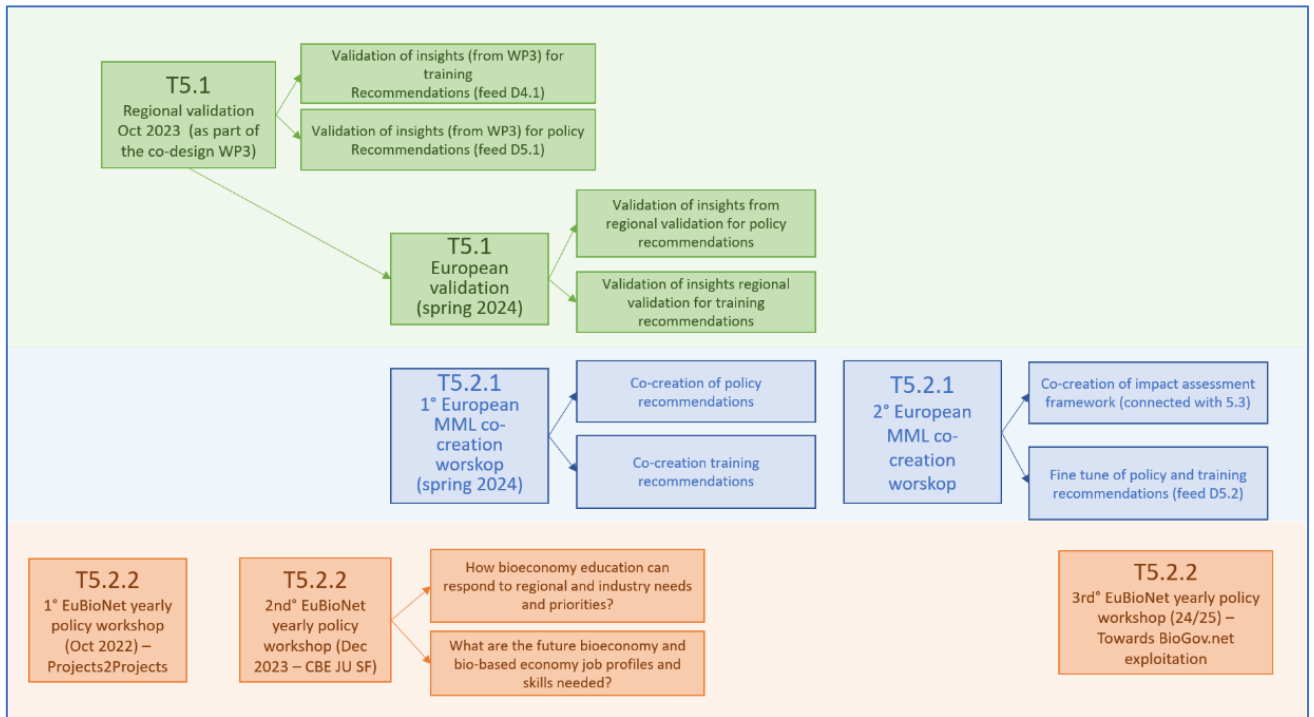 T5.1
Regional validation
Oct 2023 (as part of
the co-design WP3)
Validation of insights (from WP3) for
training
Recommendations (feed D4.1)
Validation of insights (from WP3) for policy
Recommendations (feed D5.1)
T5.1
European
validation
(spring 2024)
Validation of insights from
regional validation for policy
recommendations
Validation of insights regional
validation for training
recommendations
T5.2.1
1° European
MML co-
creation
worskop
(spring 2024)
Co-creation of policy
recommendations
Co-creation training
recommendations
T5.2.1
2° European
MML co-
creation
worskop
Co-creation of impact assessment
framework (connected with 5.3)
Fine tune of policy and training
recommendations (feed D5.2)
T5.2.2
1° EuBioNet yearly
policy workshop
(Oct 2022) –
Projects2Projects
T5.2.2
2nd° EuBioNet
yearly policy
workshop (Dec
2023 – CBE JU SF)
How bioeconomy education can
respond to regional and industry needs
and priorities?
What are the future bioeconomy and
bio-based economy job profiles and
skills needed?
T5.2.2
3rd° EuBioNet yearly policy
workshop (24/25) –
Towards BioGov.net
exploitation